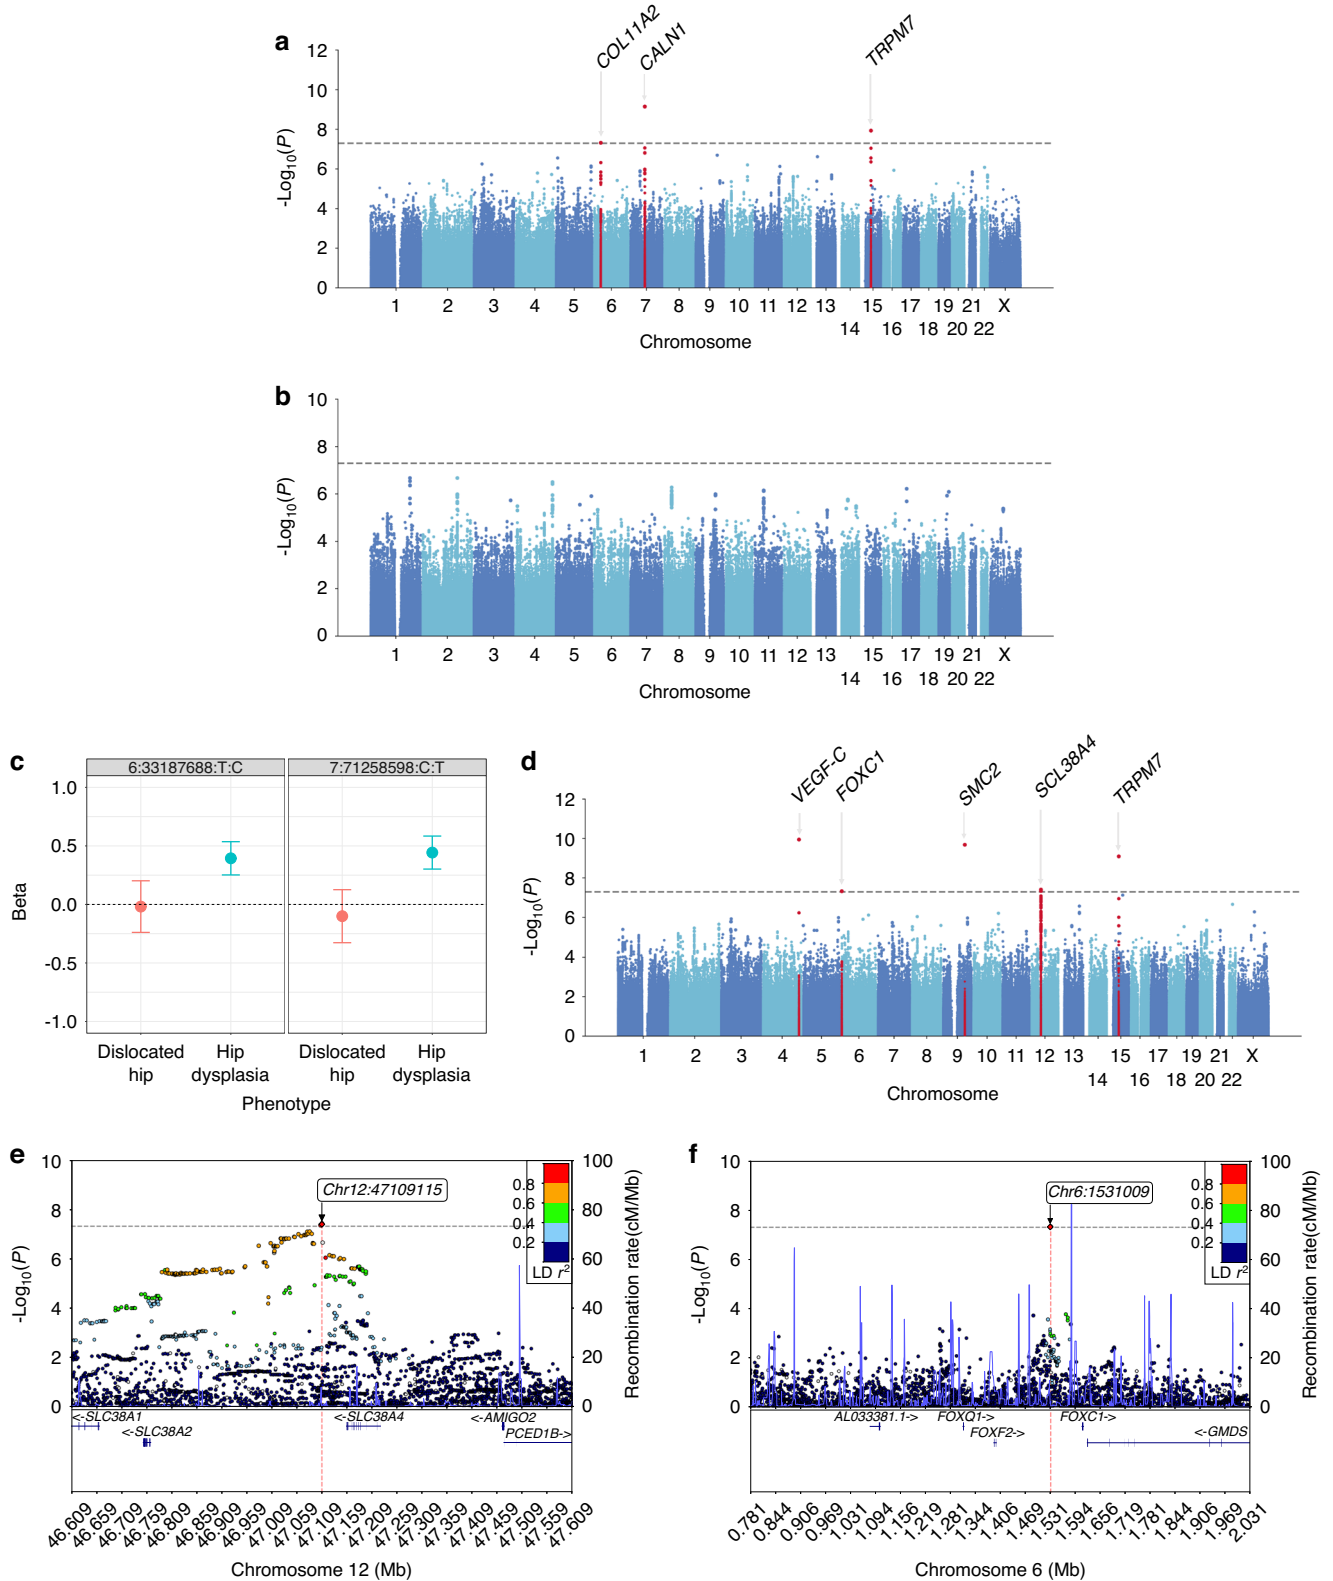 a
COL11A2
CALN1
TRPM7
12
10
8
6
4
2
0
-Log10(P)
1 2 3 4 5 6 7 8 9 10 11 12 13 15 17 19 21 X
14 16 18 20 22
Chromosome
b
10
8
6
4
2
0
-Log10(P)
1 2 3 4 5 6 7 8 9 10 11 12 13 15 17 19 21 X
14 16 18 20 22
Chromosome
c
6:33187688:T:C
7:71258598:C:T
1.0
0.5
0.0
-0.5
-1.0
Beta
Dislocated hip
Hip dysplasia
Dislocated hip
Hip dysplasia
Phenotype
d
VEGF-C
FOXC1
SMC2
SCL38A4
TRPM7
12
10
8
6
4
2
0
-Log10(P)
1 2 3 4 5 6 7 8 9 10 11 12 13 15 17 19 21 X
14 16 18 20 22
Chromosome
e
10
8
6
4
2
0
-Log10(P)
Chr12:47109115
0.8
0.6
0.4
0.2
LD r²
100
80
60
40
20
0
Recombination rate(cM/Mb)
<-SLC38A1
<-SLC38A2
<-SLC38A4
<-AMIGO2
PCED1B->
46.609 46.659 46.709 46.759 46.809 46.859 46.909 46.959 47.009 47.059 47.109 47.159 47.209 47.259 47.309 47.359 47.409 47.459 47.509 47.559 47.609
Chromosome 12 (Mb)
f
10
8
6
4
2
0
-Log10(P)
Chr6:1531009
0.8
0.6
0.4
0.2
LD r²
100
80
60
40
20
0
Recombination rate(cM/Mb)
AL033381.1->
FOXQ1->
FOXF2->
FOXC1->
<-GMDS
0.781 0.844 0.906 0.969 1.031 1.094 1.156 1.219 1.281 1.344 1.406 1.469 1.531 1.594 1.656 1.719 1.781 1.844 1.906 1.969 2.031
Chromosome 6 (Mb)